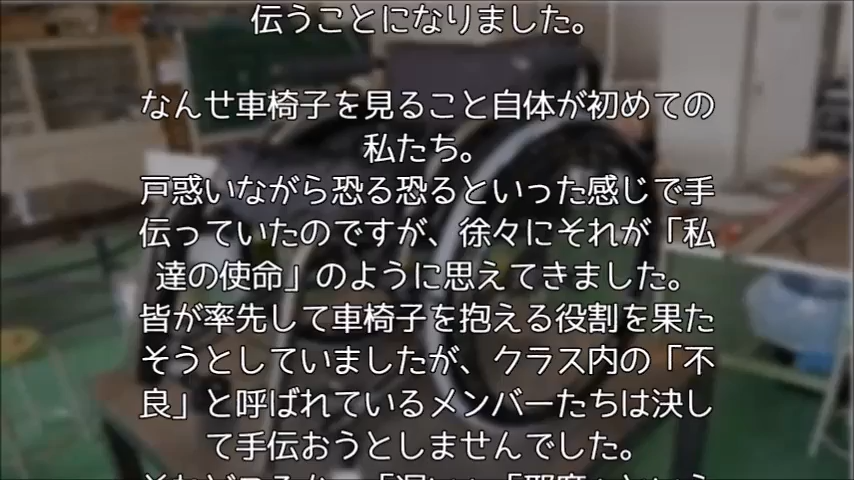 伝うことになりました。
なんせ車椅子を見ること自体が初めての
私たち。
戸惑いながら恐る恐るといった感じで手
伝っていたのですが、徐々にそれが「私
達の使命」のように思えてきました。
皆が率先して車椅子を抱える役割を果た
そうとしていましたが、クラス内の「不
良」と呼ばれているメンバーたちは決し
て手伝おうとしませんでした。